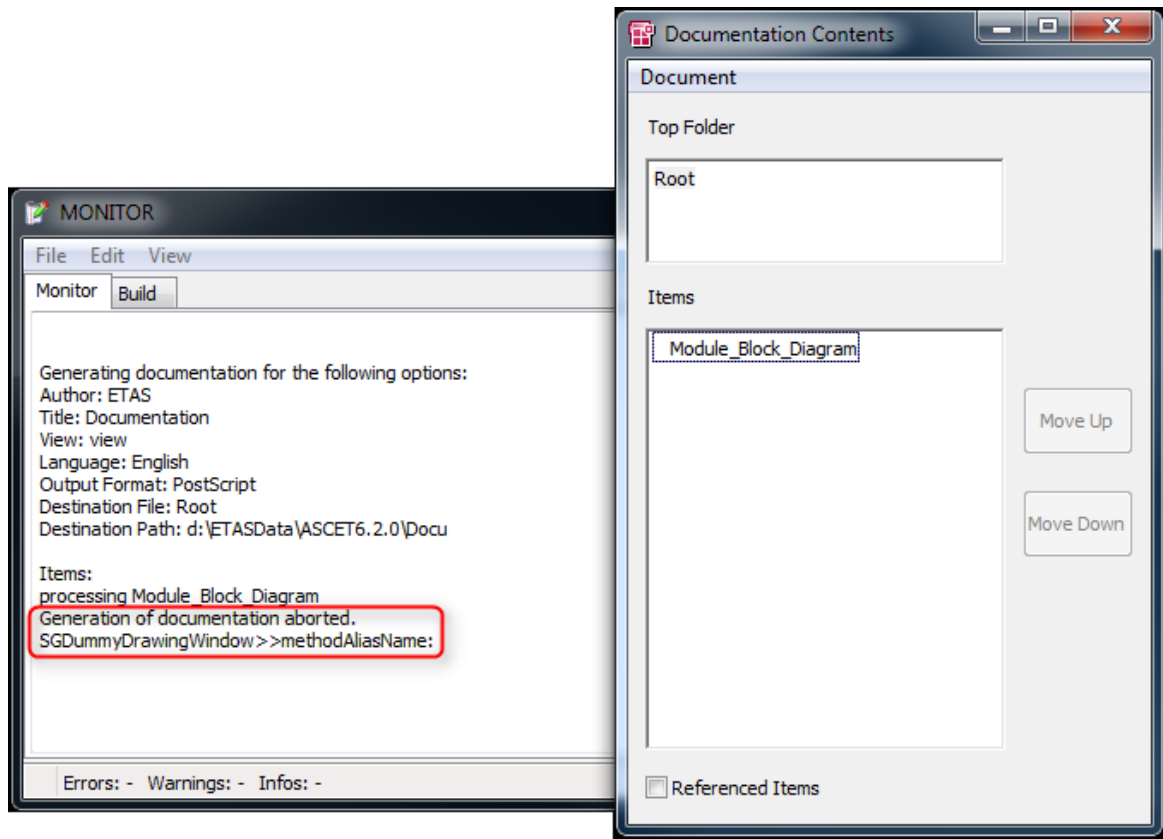 MONITOR
File Edit View
Monitor Build
Generating documentation for the following options:
Author: ETAS
Title: Documentation
View: view
Language: English
Output Format: PostScript
Destination File: Root
Destination Path: d:\ETASData\ASCET6.2.0\Docu
Items:
processing Module_Block_Diagram
Generation of documentation aborted.
SGDummyDrawingWindow>>methodAliasName:
Errors: - Warnings: - Infos: -
Documentation Contents
Document
Top Folder
Root
Items
Module_Block_Diagram
Move Up
Move Down
Referenced Items